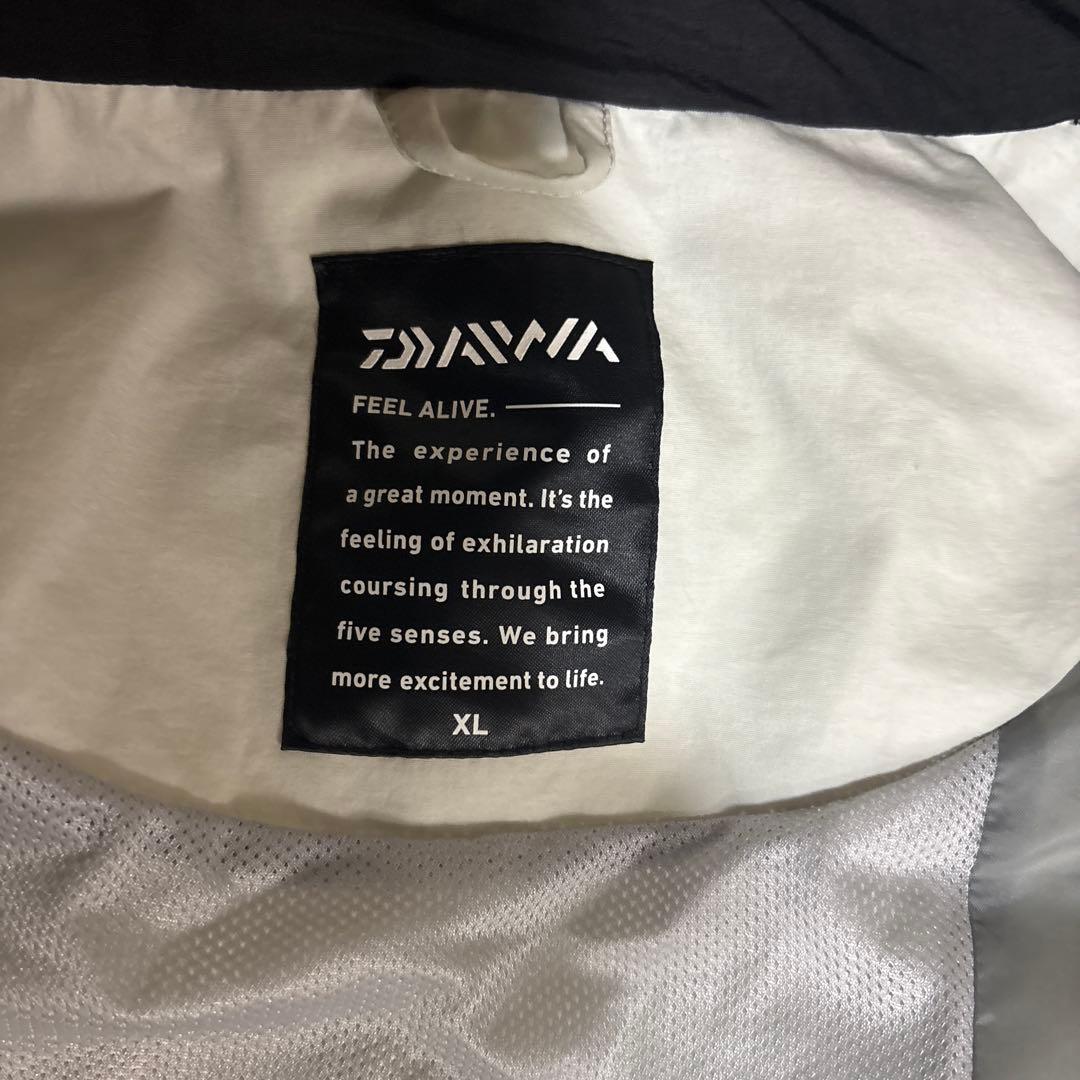 DAIWA
FEEL ALIVE.
The experience of
a great moment. It's the
feeling of exhilaration
coursing through the
five senses. We bring
more excitement to life.
XL